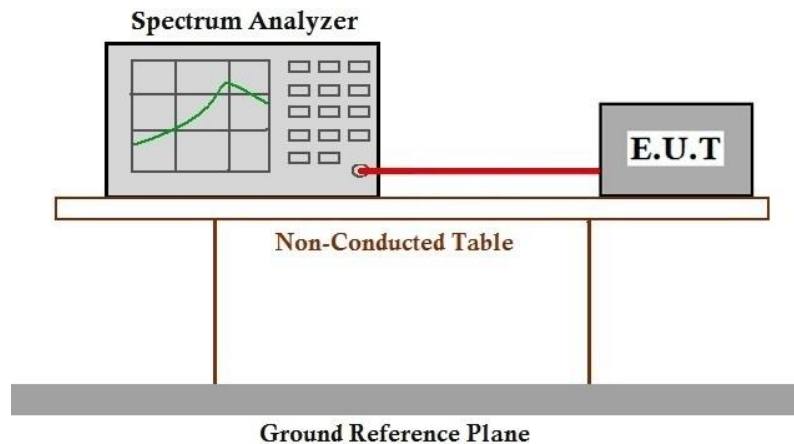 Spectrum Analyzer
E.U.T
Non-Conducted Table
Ground Reference Plane